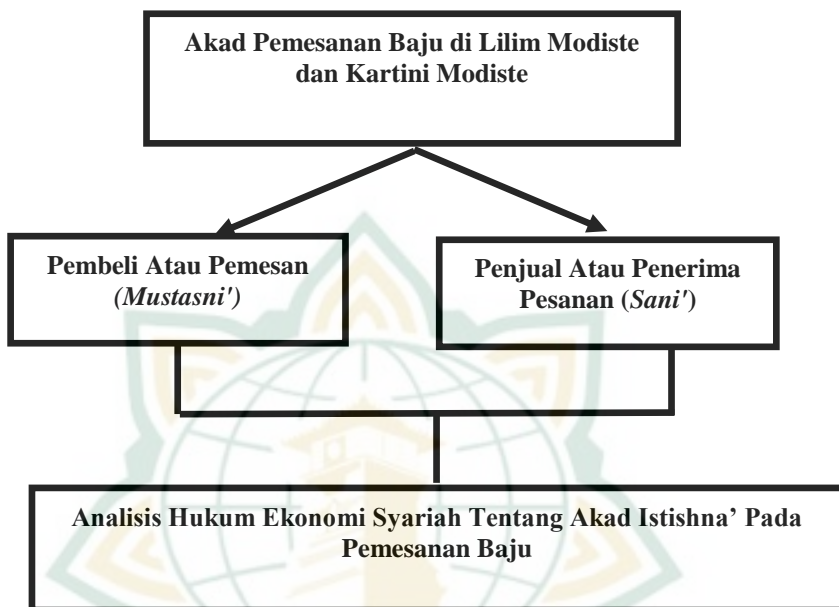 Akad Pemesanan Baju di Lilim Modiste
dan Kartini Modiste
Pembeli Atau Pemesan
(Mustasni')
Penjual Atau Penerima
Pesanan (Sani')
Analisis Hukum Ekonomi Syariah Tentang Akad Istishna’ Pada
Pemesanan Baju